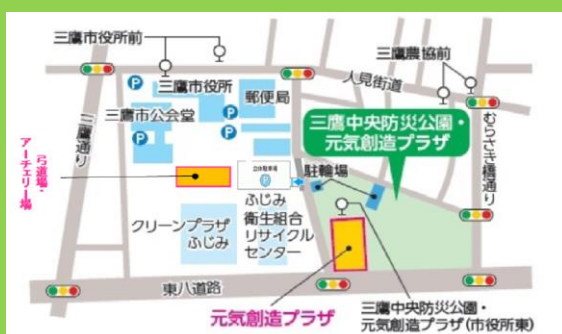 三鷹市役所前
三鷹農協前
人見街道
P
三鷹市役所
郵便局
P
三鷹市公会堂
P
P
三鷹通り
むらさき橋通り
三鷹中央防災公園・
元気創造プラザ
弓道場・
アーチェリー場
立体駐車場
駐輪場
ふじみ
衛生組合
リサイクル
センター
クリーンプラザ
ふじみ
東八道路
元気創造プラザ
三鷹中央防災公園・
元気創造プラザ(市役所東)